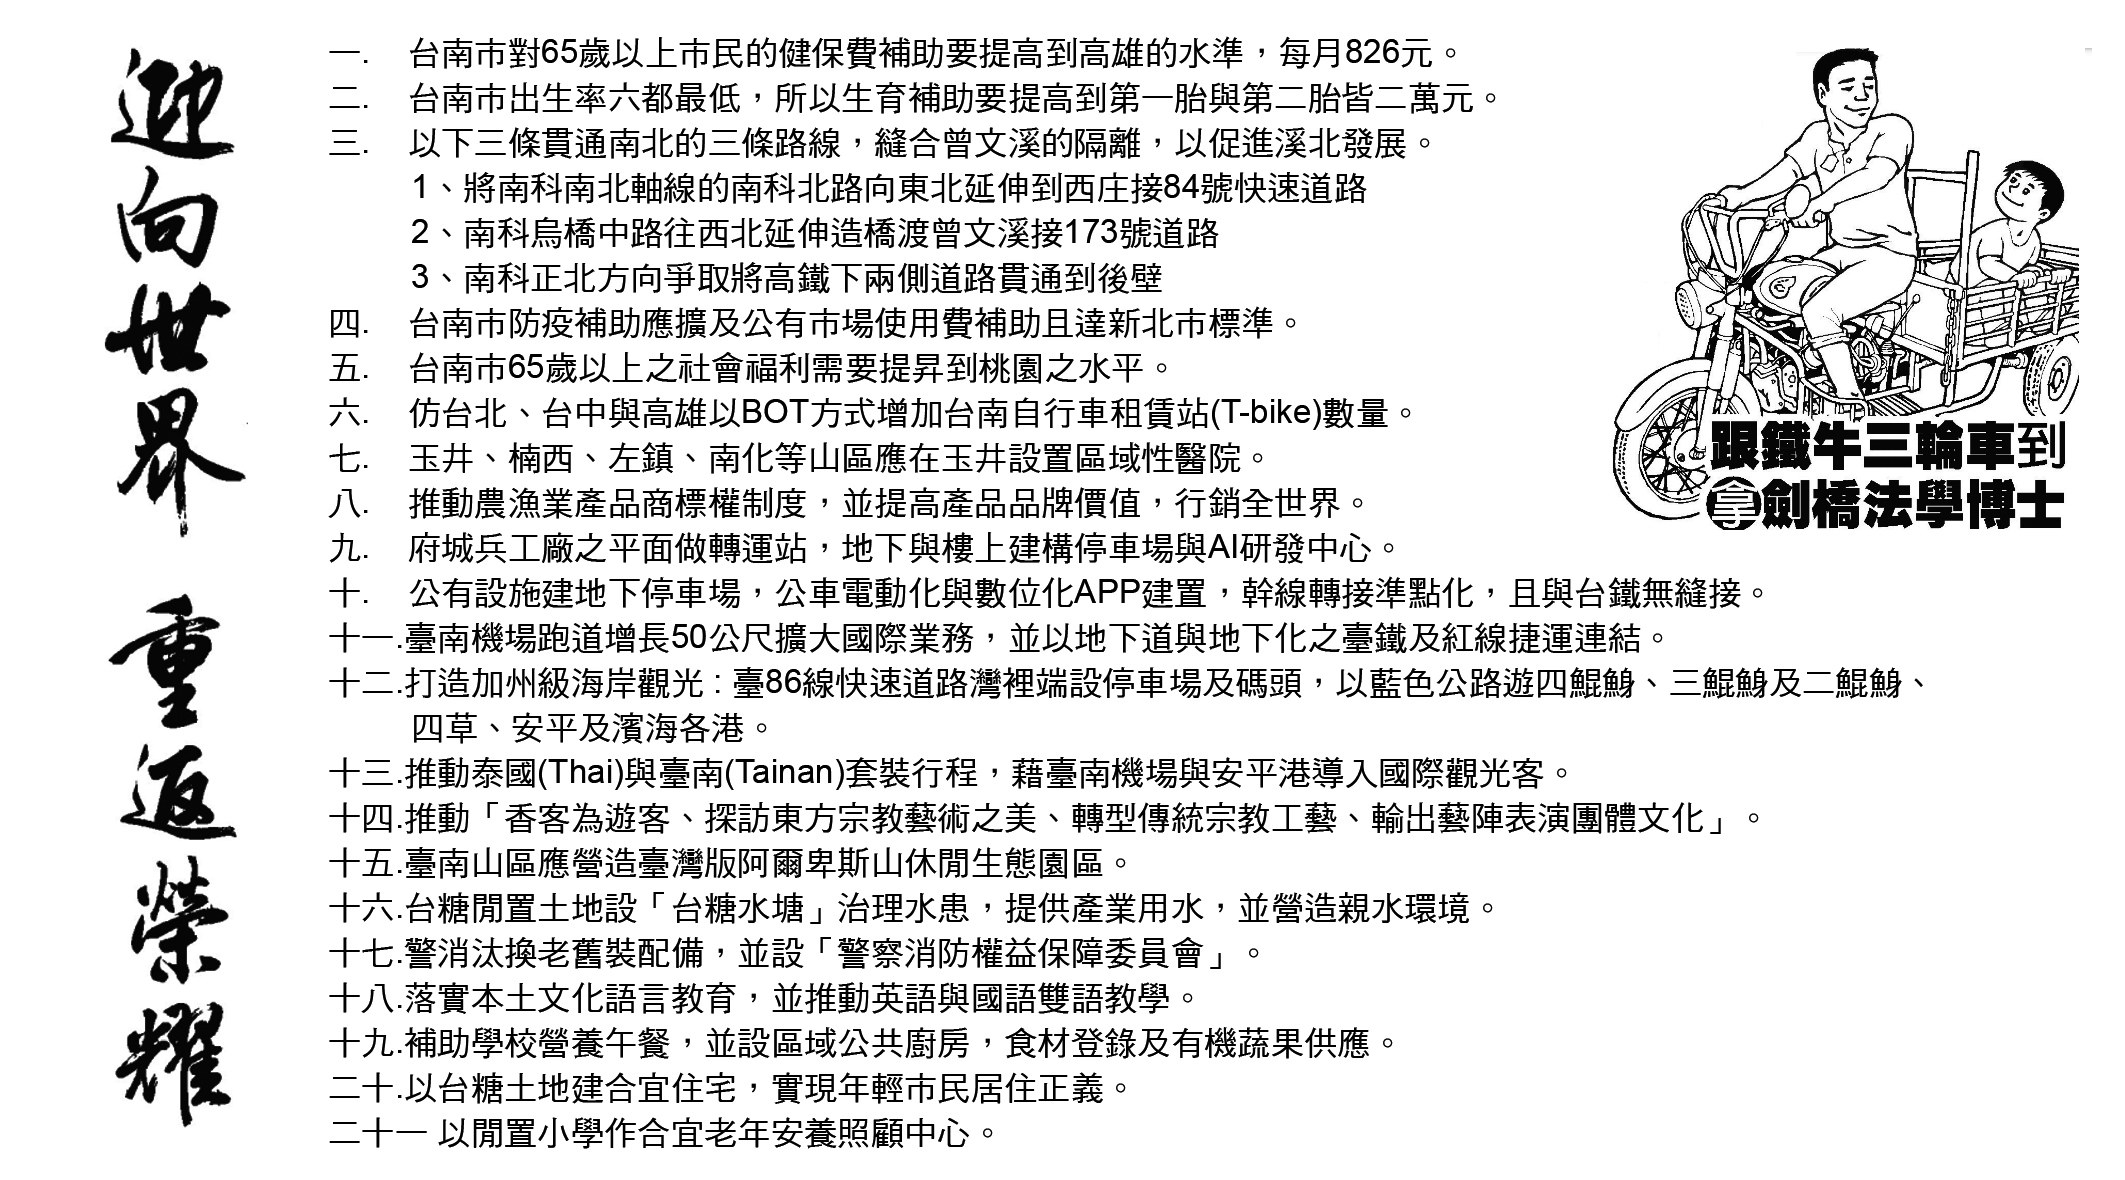 迎向世界 重返榮耀
一. 台南市對65歲以上市民的健保費補助要提高到高雄的水準，每月826元。
二. 台南市出生率六都最低，所以生育補助要提高到第一胎與第二胎皆二萬元。
三. 以下三條貫通南北的三條路線，縫合曾文溪的隔離，以促進溪北發展。
1、將南科南北軸線的南科北路向東北延伸到西庄接84號快速道路
2、南科烏橋中路往西北延伸造橋渡曾文溪接173號道路
3、南科正北方向爭取將高鐵下兩側道路貫通到後壁
四. 台南市防疫補助應擴及公有市場使用費補助且達新北市標準。
五. 台南市65歲以上之社會福利需要提昇到桃園之水平。
六. 仿台北、台中與高雄以BOT方式增加台南自行車租賃站(T-bike)數量。
七. 玉井、楠西、左鎮、南化等山區應在玉井設置區域性醫院。
八. 推動農漁業產品商標權制度，並提高產品品牌價值，行銷全世界。
九. 府城兵工廠之平面做轉運站，地下與樓上建構停車場與AI研發中心。
十. 公有設施建地下停車場，公車電動化與數位化APP建置，幹線轉接準點化，且與台鐵無縫接。
十一.臺南機場跑道增長50公尺擴大國際業務，並以地下道與地下化之臺鐵及紅線捷運連結。
十二.打造加州級海岸觀光：臺86線快速道路灣裡端設停車場及碼頭，以藍色公路遊四鯤鯓、三鯤鯓及二鯤鯓、
四草、安平及濱海各港。
十三.推動泰國(Thai)與臺南(Tainan)套裝行程，藉臺南機場與安平港導入國際觀光客。
十四.推動「香客為遊客、探訪東方宗教藝術之美、轉型傳統宗教工藝、輸出藝陣表演團體文化」。
十五.臺南山區應營造臺灣版阿爾卑斯山休閒生態園區。
十六.台糖閒置土地設「台糖水塘」治理水患，提供產業用水，並營造親水環境。
十七.警消汰換老舊裝配備，並設「警察消防權益保障委員會」。
十八.落實本土文化語言教育，並推動英語與國語雙語教學。
十九.補助學校營養午餐，並設區域公共廚房，食材登錄及有機蔬果供應。
二十.以台糖土地建合宜住宅，實現年輕市民居住正義。
二十一 以閒置小學作合宜老年安養照顧中心。
跟鐵牛三輪車到
拿劍橋法學博士